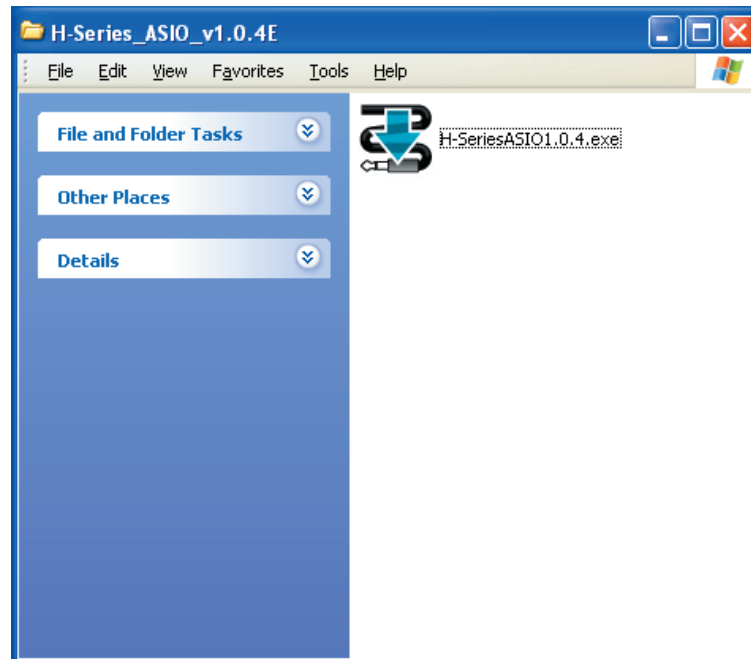 H-Series_ASIO_v1.0.4E
File Edit View Favorites Tools Help
File and Folder Tasks
Other Places
Details
H-SeriesASIO1.0.4.exe